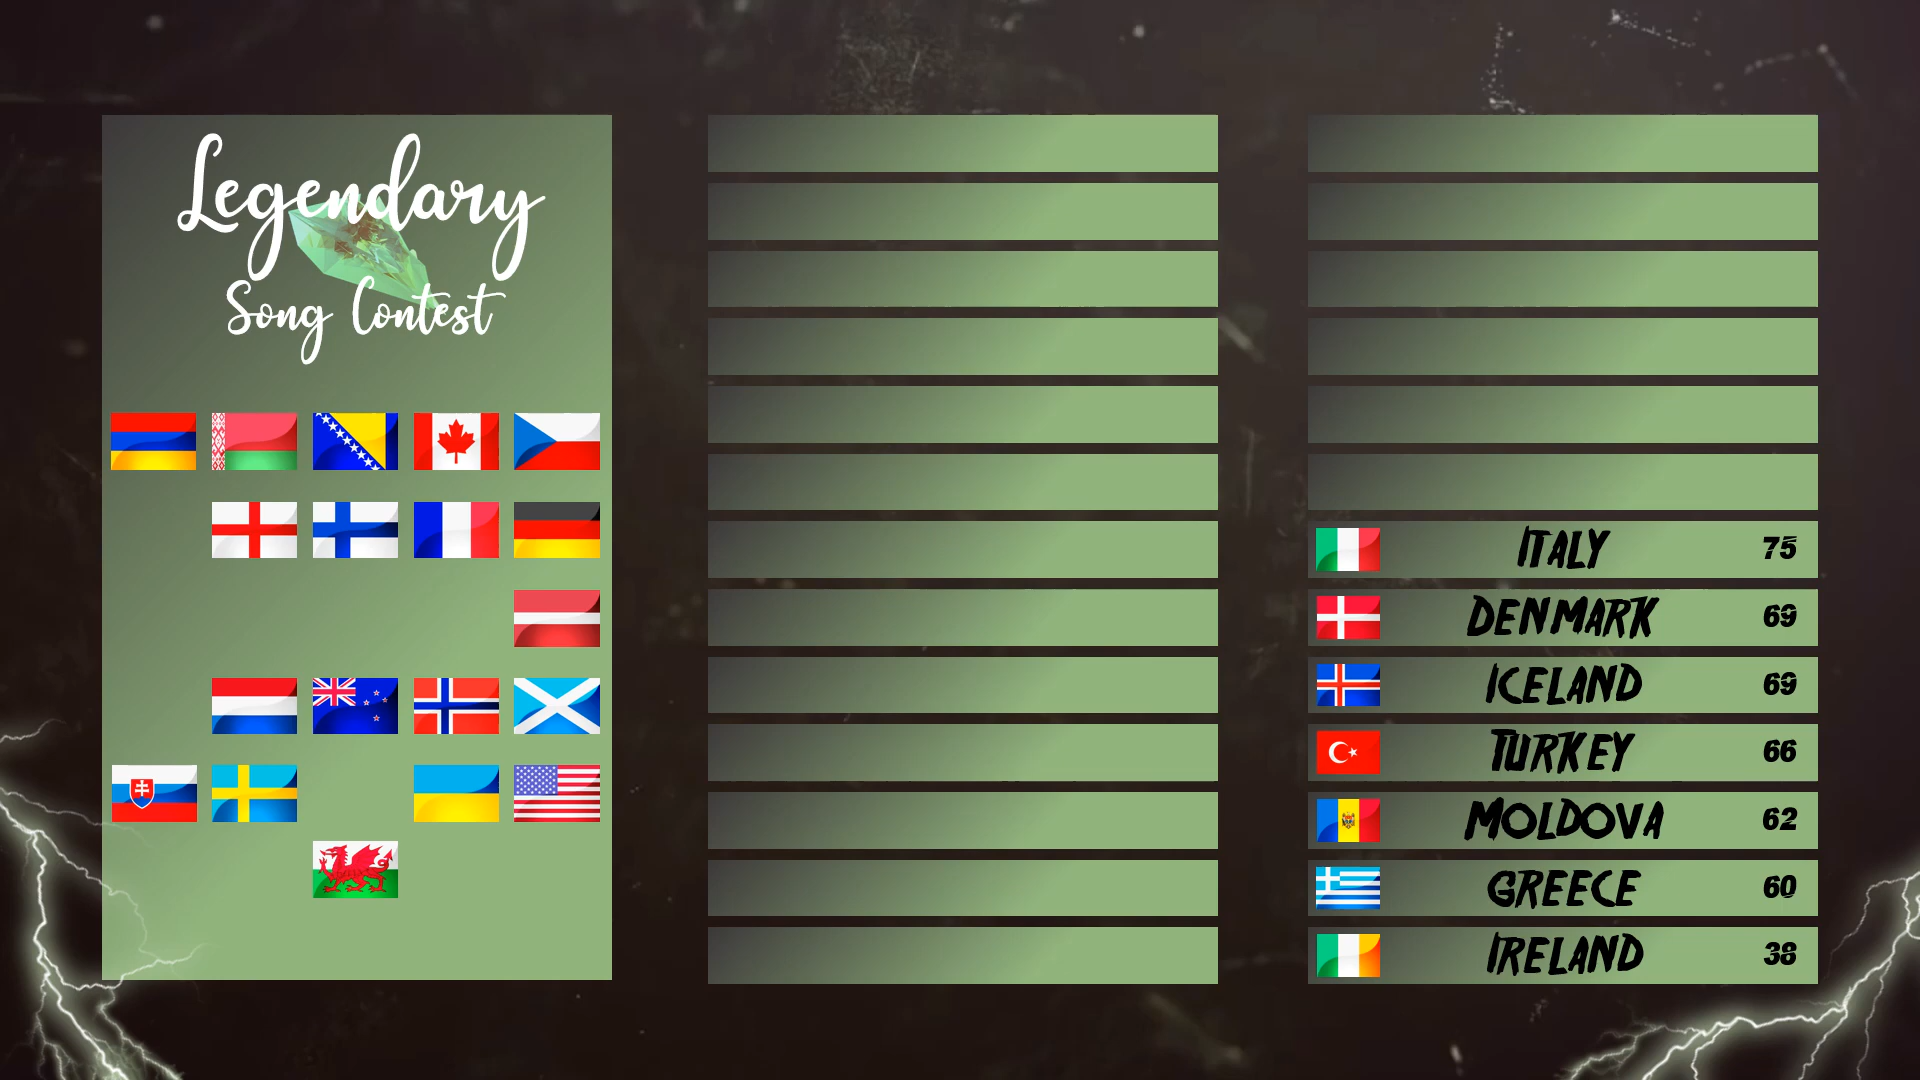 Legendary
Song Contest
ITALY 75
DENMARK 69
ICELAND 69
TURKEY 66
MOLDOVA 62
GREECE 60
IRELAND 38